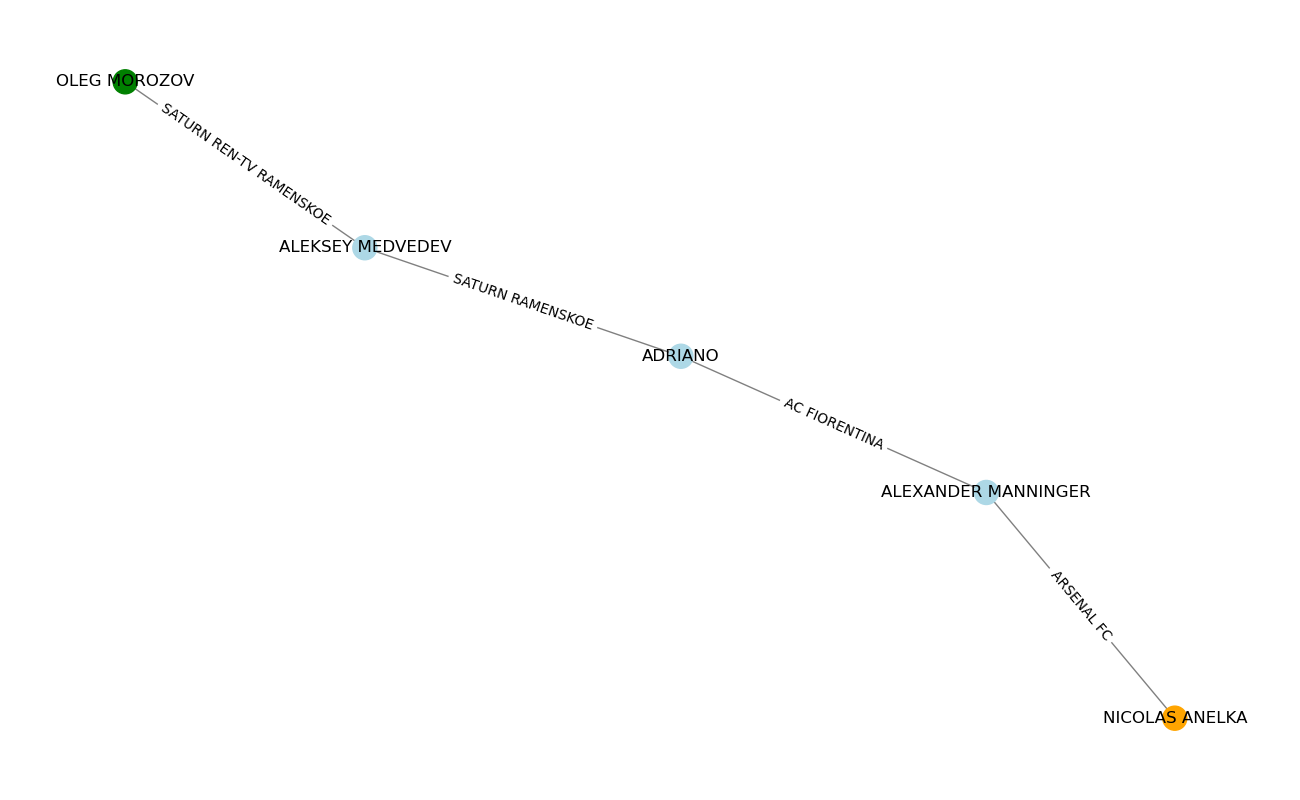 OLEG MOROZOV
SATURN REN-TV RAMENSKOE
ALEKSEY MEDVEDEV
SATURN RAMENSKOE
ADRIANO
AC FIORENTINA
ALEXANDER MANNINGER
ARSENAL FC
NICOLAS ANELKA